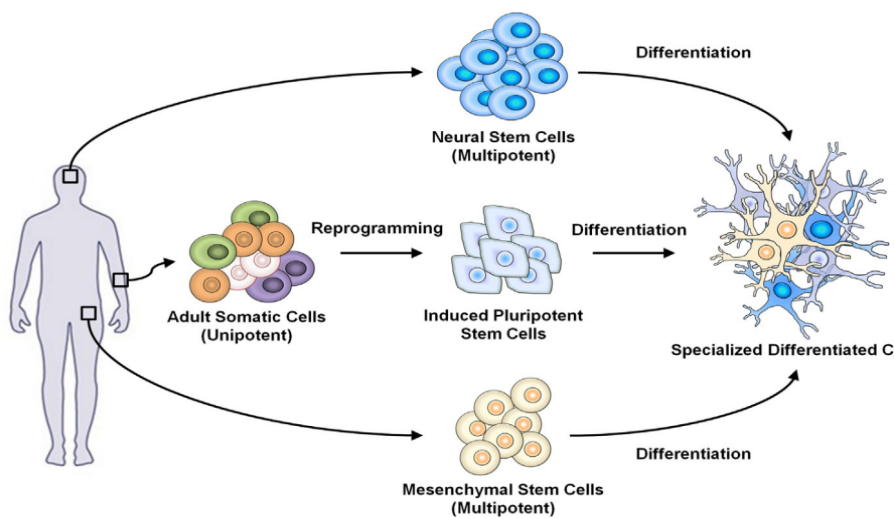 Differentiation
Neural Stem Cells
(Multipotent)
Reprogramming
Differentiation
Adult Somatic Cells
(Unipotent)
Induced Pluripotent
Stem Cells
Specialized Differentiated C
Mesenchymal Stem Cells
(Multipotent)
Differentiation